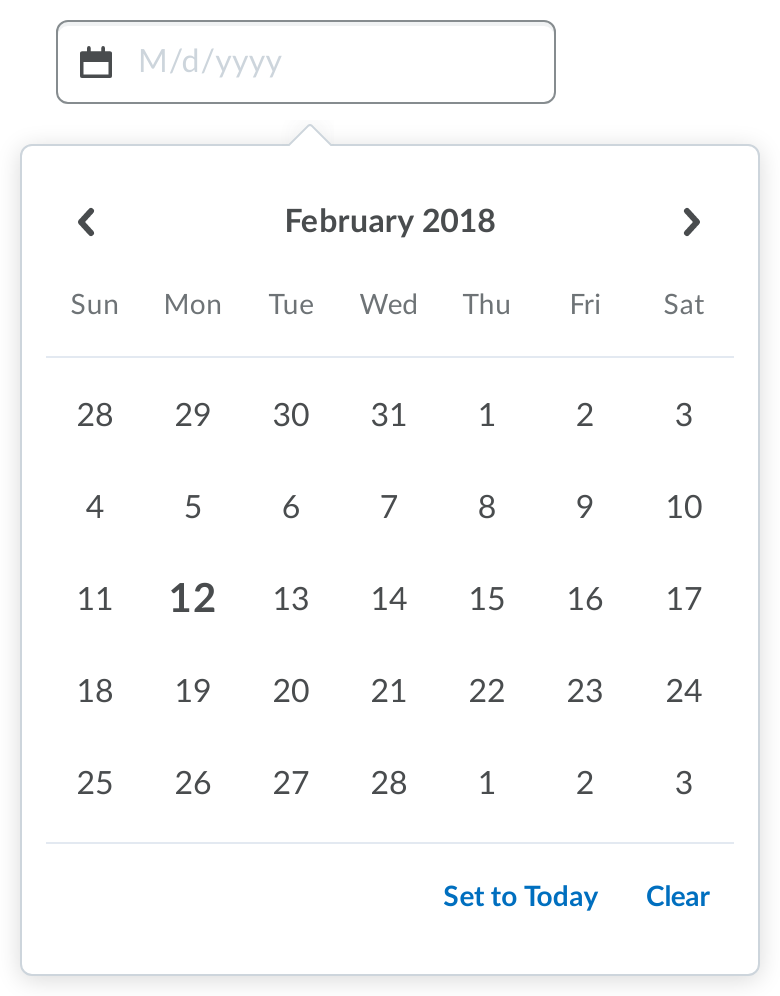 M/d/yyyy
February 2018
Sun Mon Tue Wed Thu Fri Sat
28 29 30 31 1 2 3
4 5 6 7 8 9 10
11 12 13 14 15 16 17
18 19 20 21 22 23 24
25 26 27 28 1 2 3
Set to Today Clear